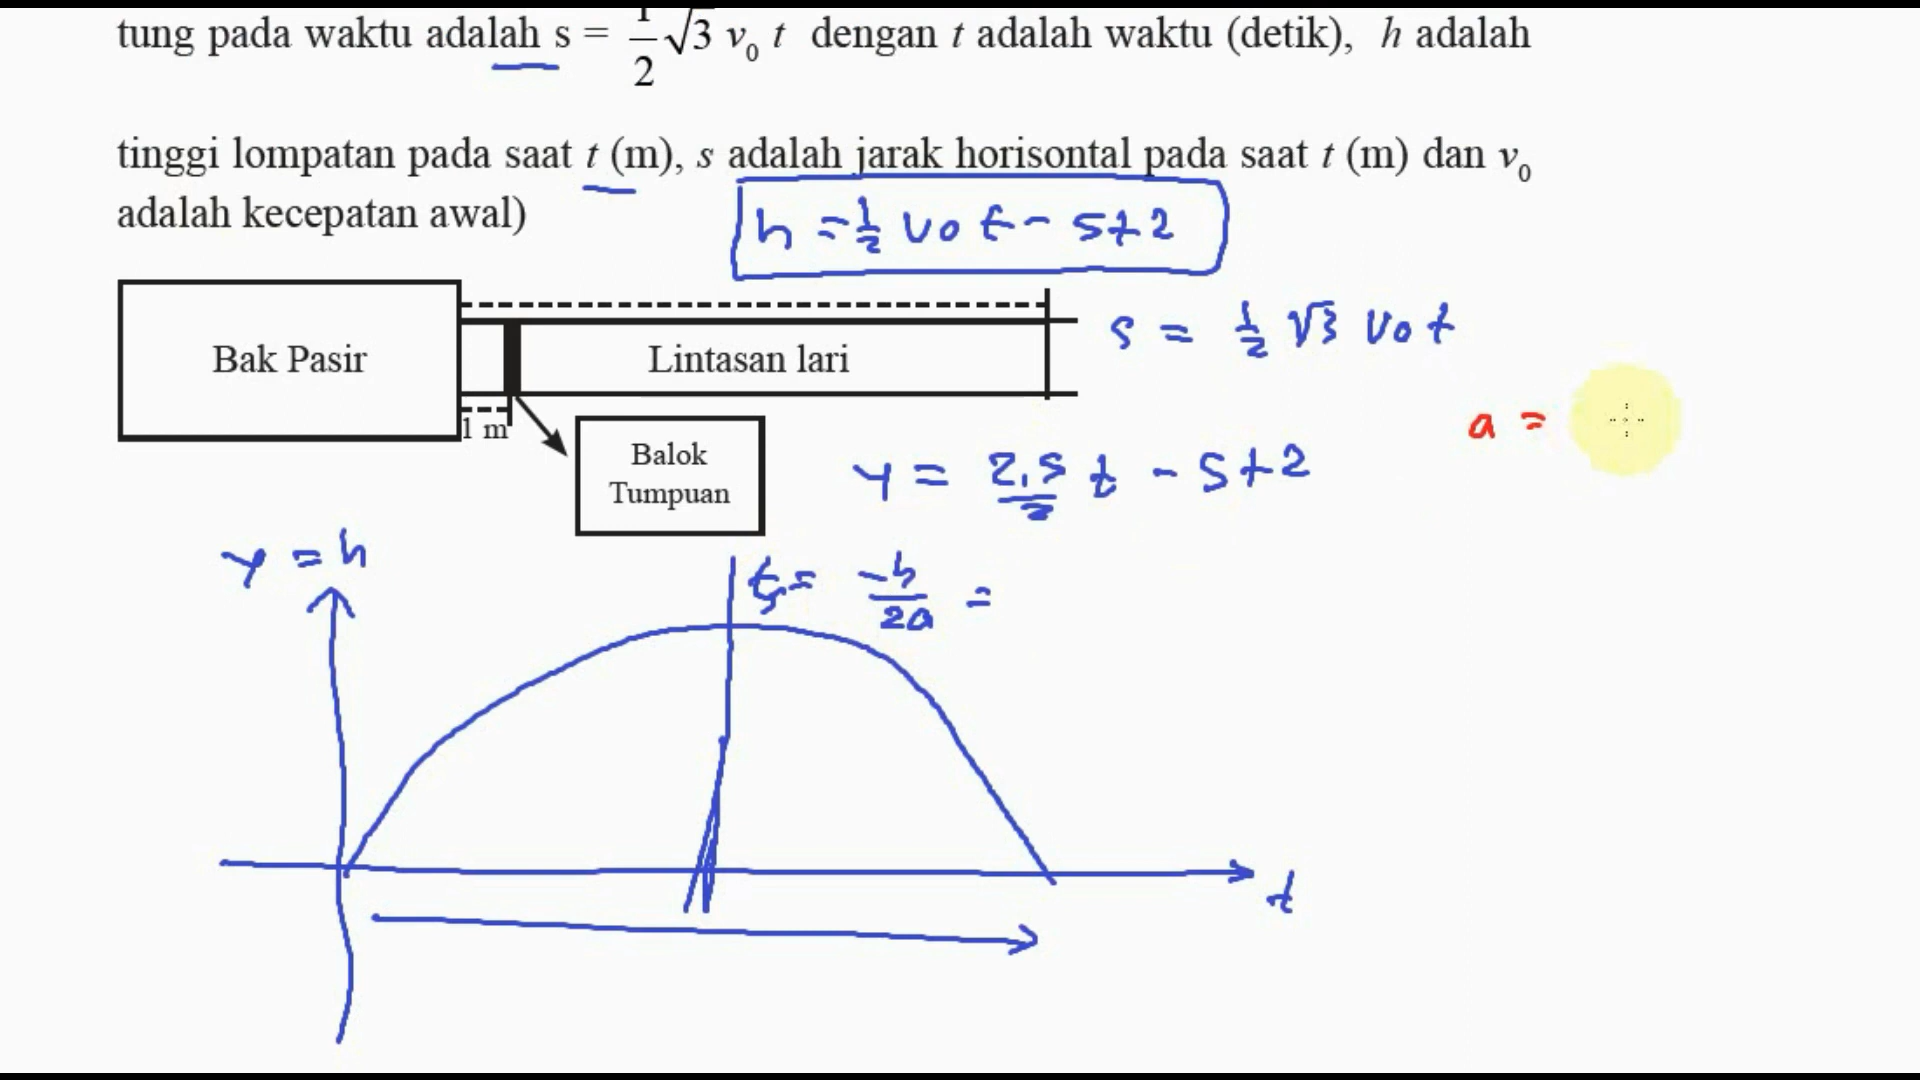 tung pada waktu adalah s = 1/2 √3 v₀ t dengan t adalah waktu (detik), h adalah
tinggi lompatan pada saat t (m), s adalah jarak horisontal pada saat t (m) dan v₀
adalah kecepatan awal)
h = 1/2 v0 t - 5t2
Bak Pasir
Lintasan lari
s = 1/2 √3 v0 t
1 m
a =
Balok
Tumpuan
y = 2,5 t - 5t2
y = h
ts = -b/2a =
t